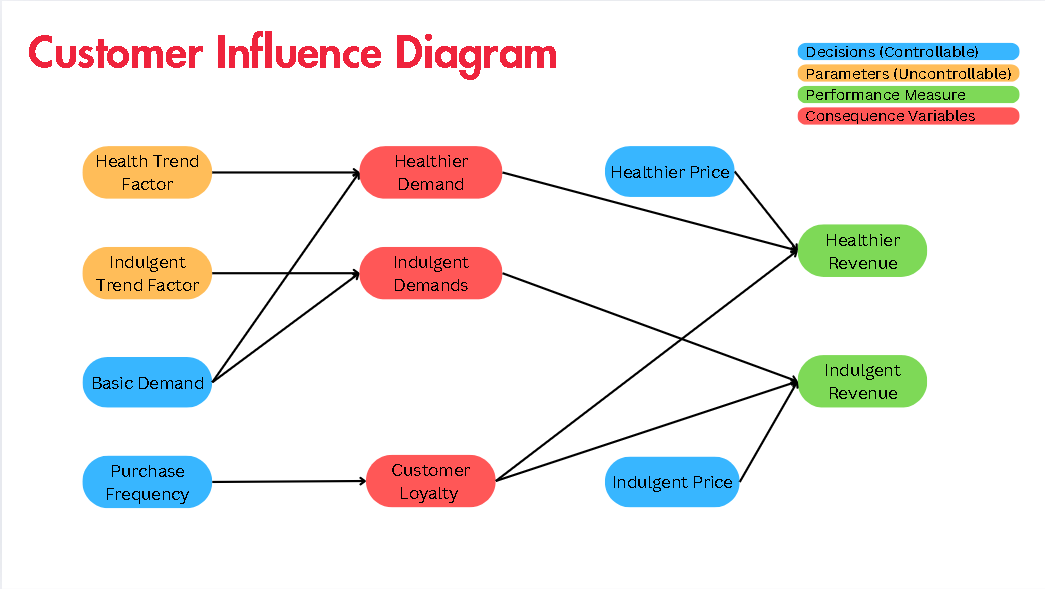 Customer Influence Diagram
Decisions (Controllable)
Parameters (Uncontrollable)
Performance Measure
Consequence Variables
Health Trend
Factor
Healthier
Demand
Healthier Price
Healthier
Revenue
Indulgent
Trend Factor
Indulgent
Demands
Basic Demand
Indulgent
Revenue
Purchase
Frequency
Customer
Loyalty
Indulgent Price